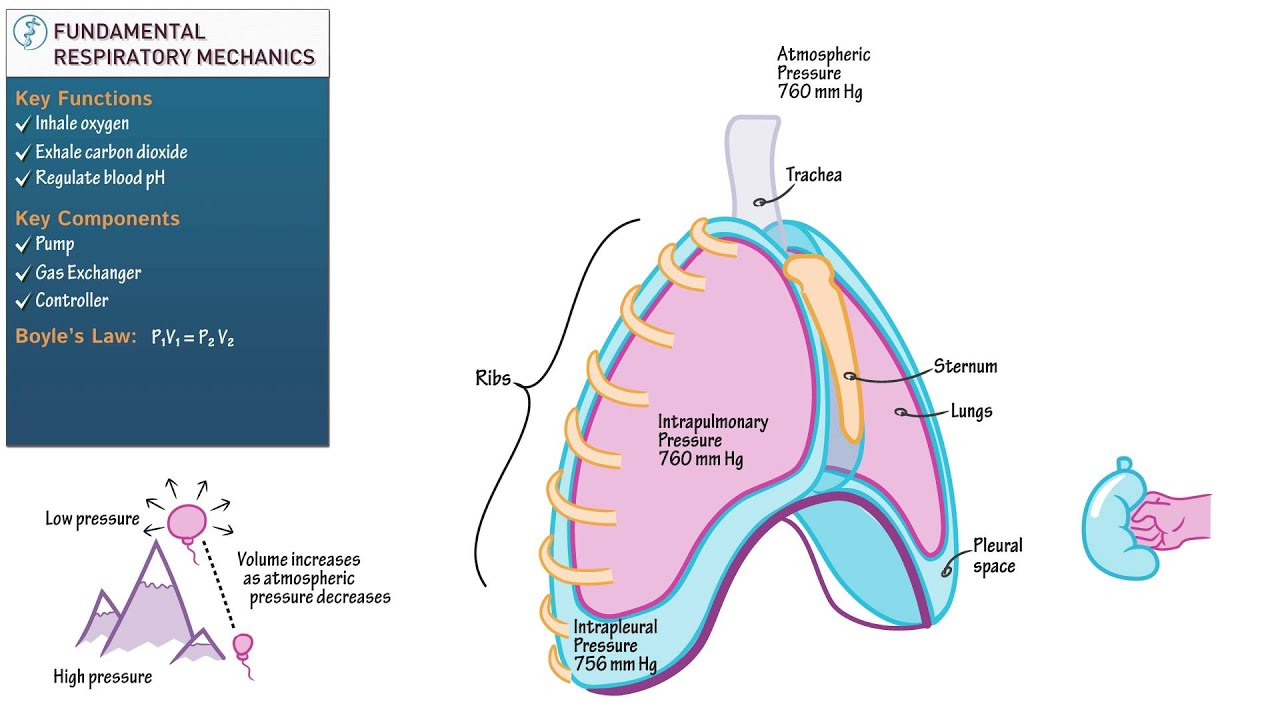 FUNDAMENTAL
RESPIRATORY MECHANICS
Key Functions
✓ Inhale oxygen
✓ Exhale carbon dioxide
✓ Regulate blood pH
Key Components
✓ Pump
✓ Gas Exchanger
✓ Controller
Boyle's Law: P₁V₁ = P₂ V₂
Low pressure
Volume increases
as atmospheric
pressure decreases
High pressure
Atmospheric
Pressure
760 mm Hg
Trachea
Ribs
Sternum
Lungs
Intrapulmonary
Pressure
760 mm Hg
Pleural
space
Intrapleural
Pressure
756 mm Hg